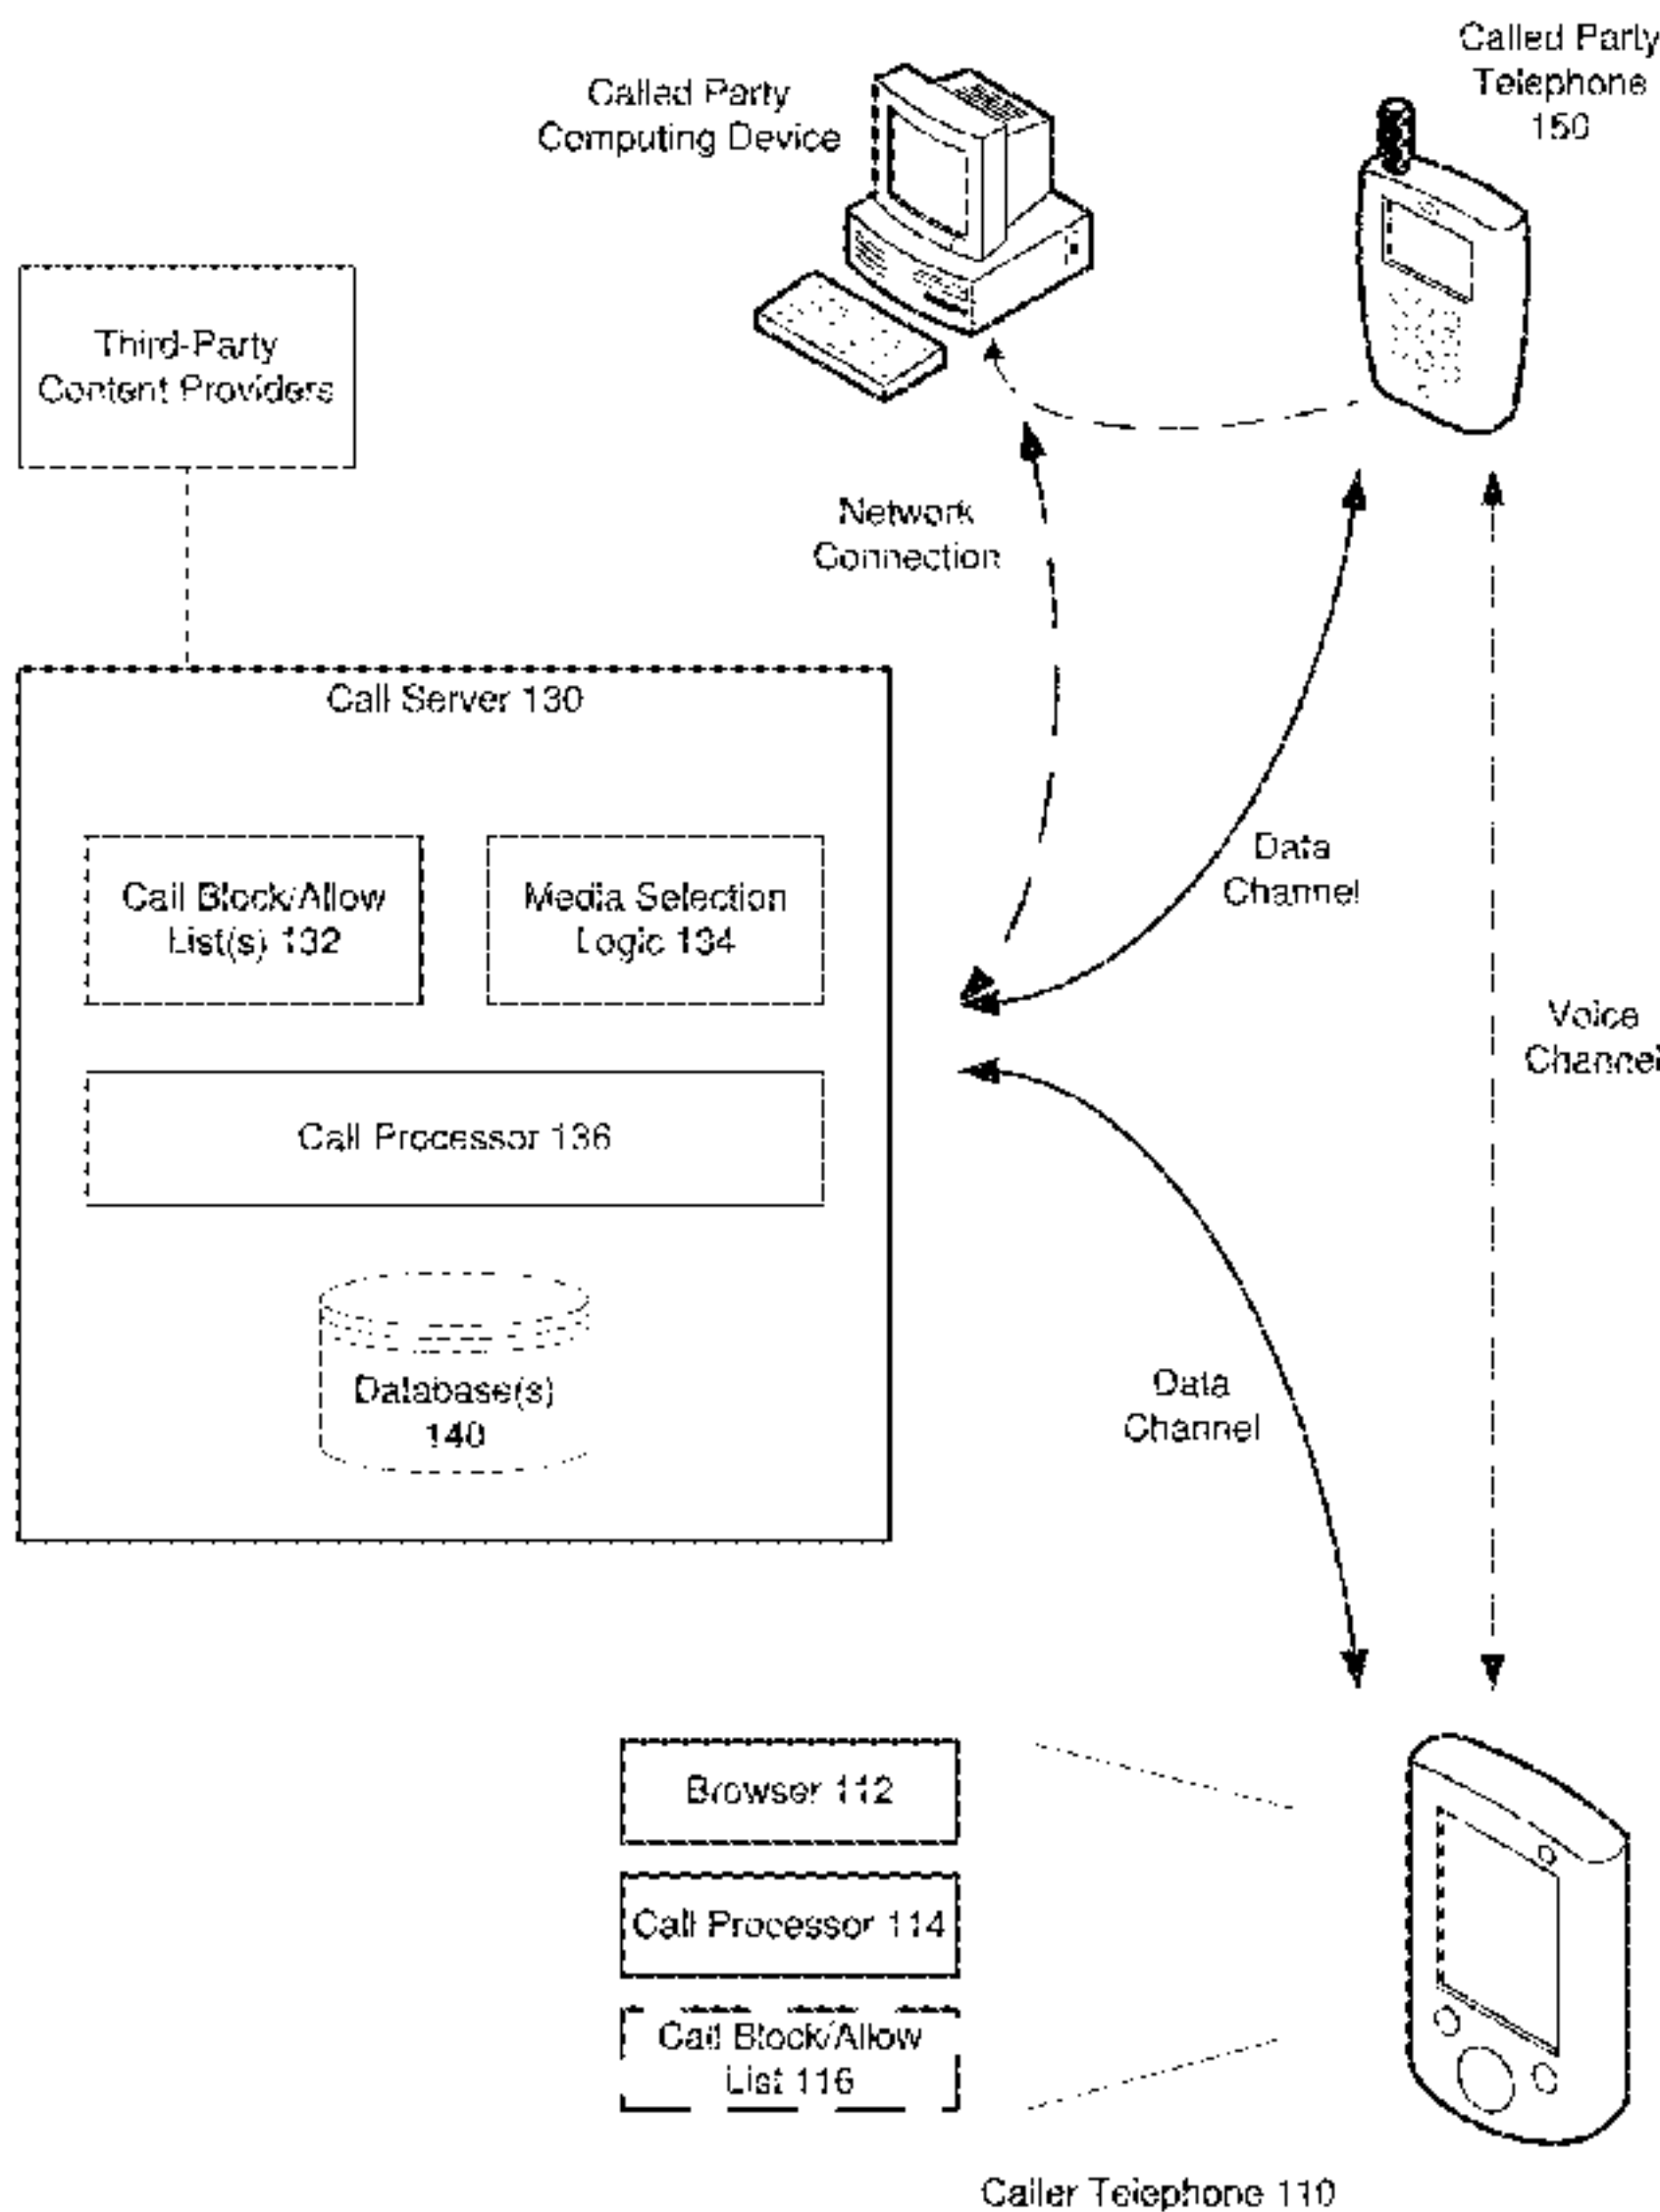 Called Party
Telephone
150
Called Party
Computing Device
Third-Party
Content Providers
Network
Connection
Call Server 130
Call Block/Allow
List(s) 132
Media Selection
Logic 134
Data
Channel
Voice
Channel
Call Processor 136
Database(s)
140
Data
Channel
Browser 112
Call Processor 114
Call Block/Allow
List 116
Caller Telephone 110